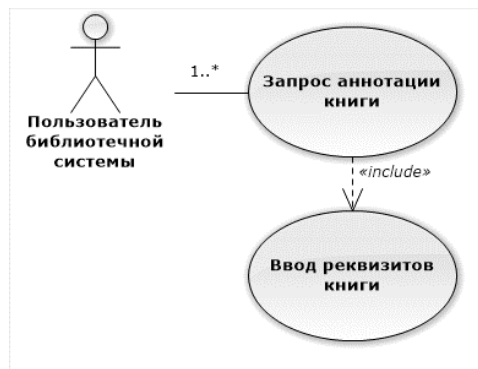 1..*
Запрос аннотации
книги
Пользователь
библиотечной
системы
«include»
Ввод реквизитов
книги